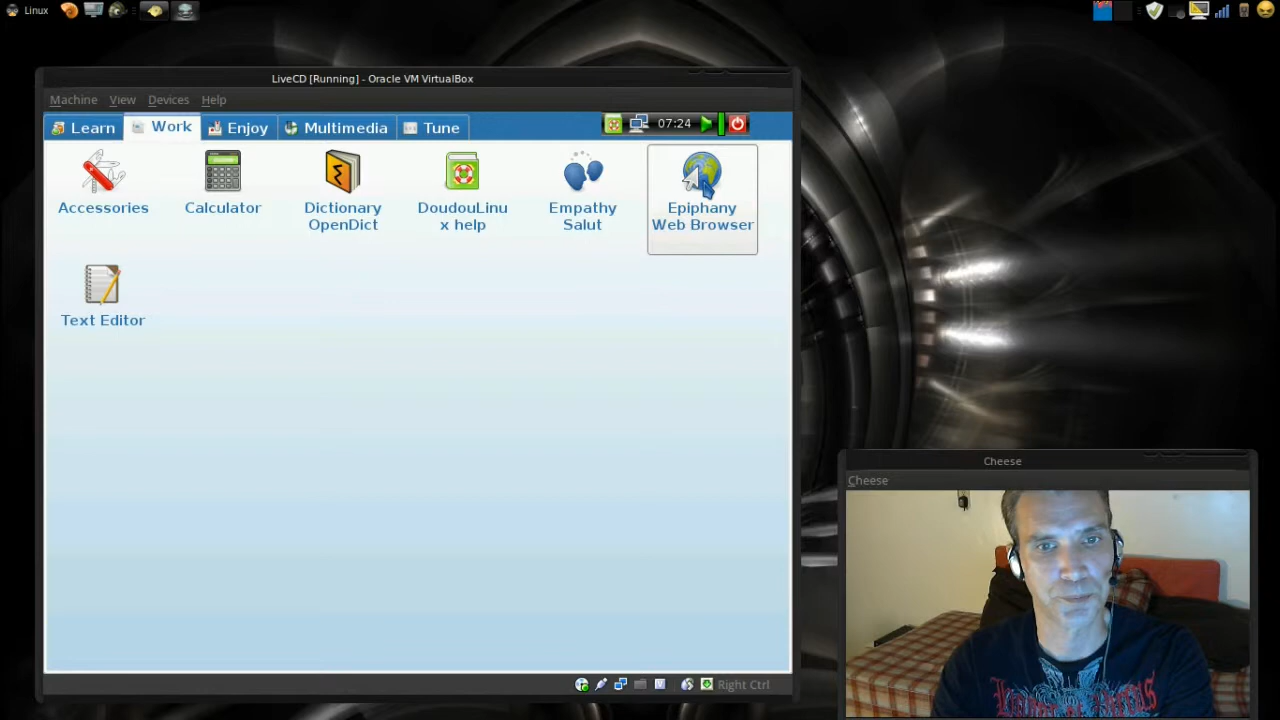 Linux
LiveCD [Running] - Oracle VM VirtualBox
Machine View Devices Help
Learn Work Enjoy Multimedia Tune 07:24
Accessories
Calculator
Dictionary
OpenDict
DoudouLinu
x help
Empathy
Salut
Epiphany
Web Browser
Text Editor
Right Ctrl
Cheese
Cheese